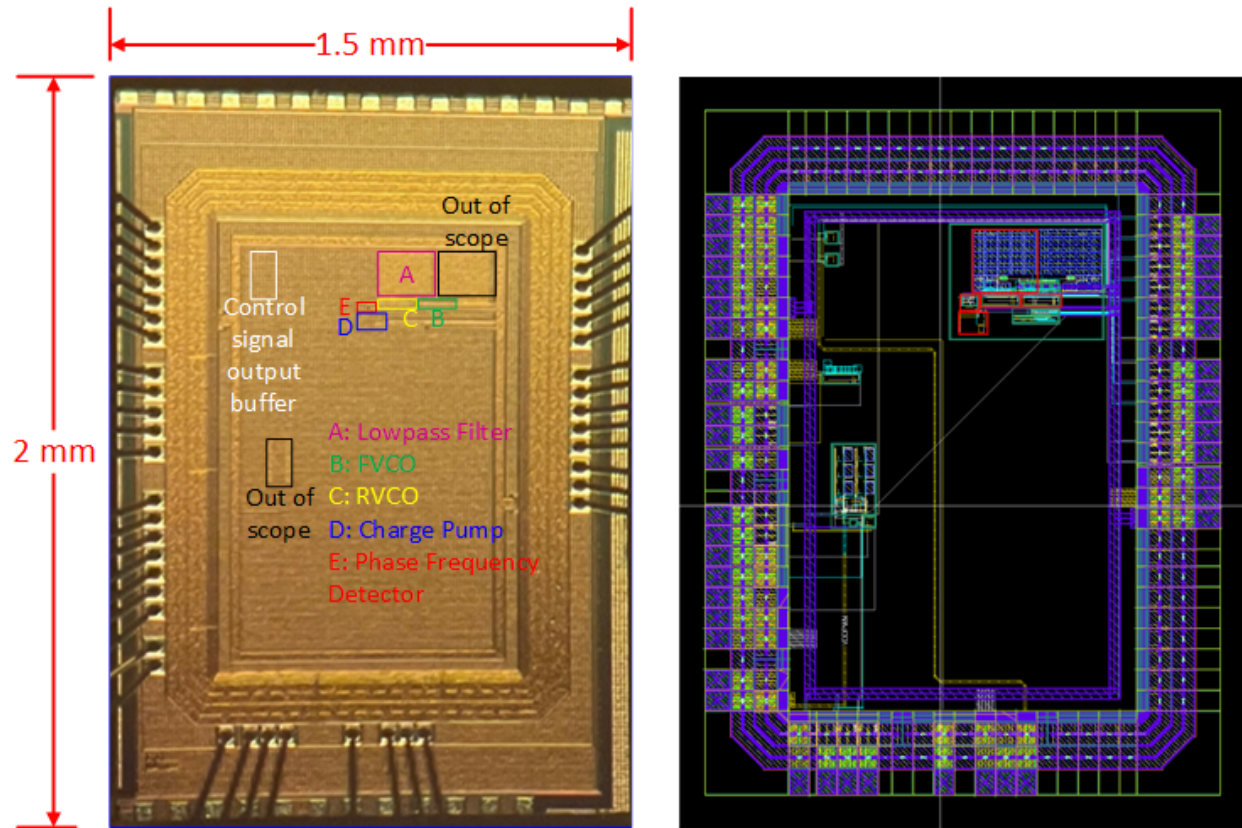 1.5 mm
2 mm
Out of
scope
A
E
C
B
D
Control
signal
output
buffer
A: Lowpass Filter
B: FVCO
Out of
scope
C: RVCO
D: Charge Pump
E: Phase Frequency
Detector